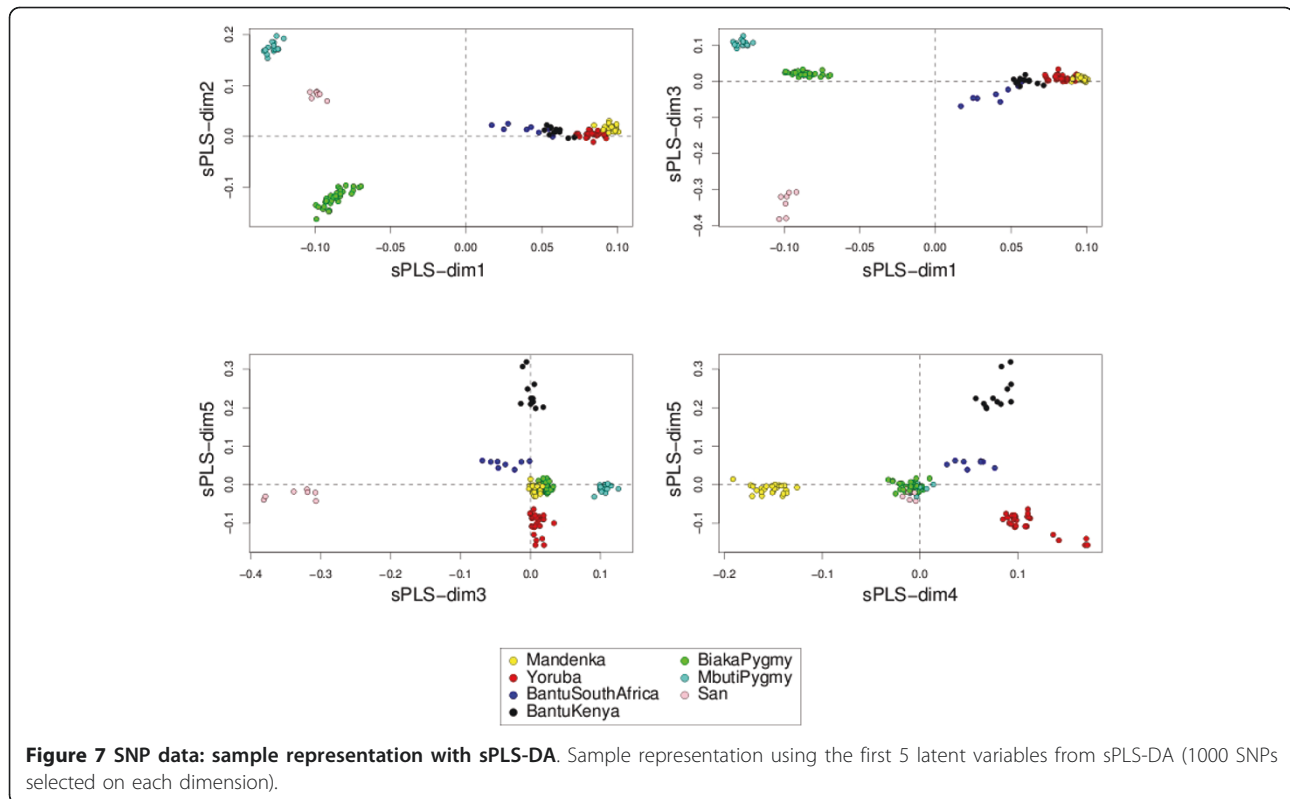 0.2
0.1
0.0
−0.1
sPLS−dim2
−0.10
−0.05
0.00
0.05
0.10
sPLS−dim1
0.1
0.0
−0.1
−0.2
−0.3
−0.4
sPLS−dim3
−0.10
−0.05
0.00
0.05
0.10
sPLS−dim1
0.3
0.2
0.1
0.0
−0.1
sPLS−dim5
−0.4
−0.3
−0.2
−0.1
0.0
0.1
sPLS−dim3
0.3
0.2
0.1
0.0
−0.1
sPLS−dim5
−0.2
−0.1
0.0
0.1
sPLS−dim4
Mandenka
Yoruba
BantuSouthAfrica
BantuKenya
BiakaPygmy
MbutiPygmy
San
Figure 7 SNP data: sample representation with sPLS-DA. Sample representation using the first 5 latent variables from sPLS-DA (1000 SNPs
selected on each dimension).